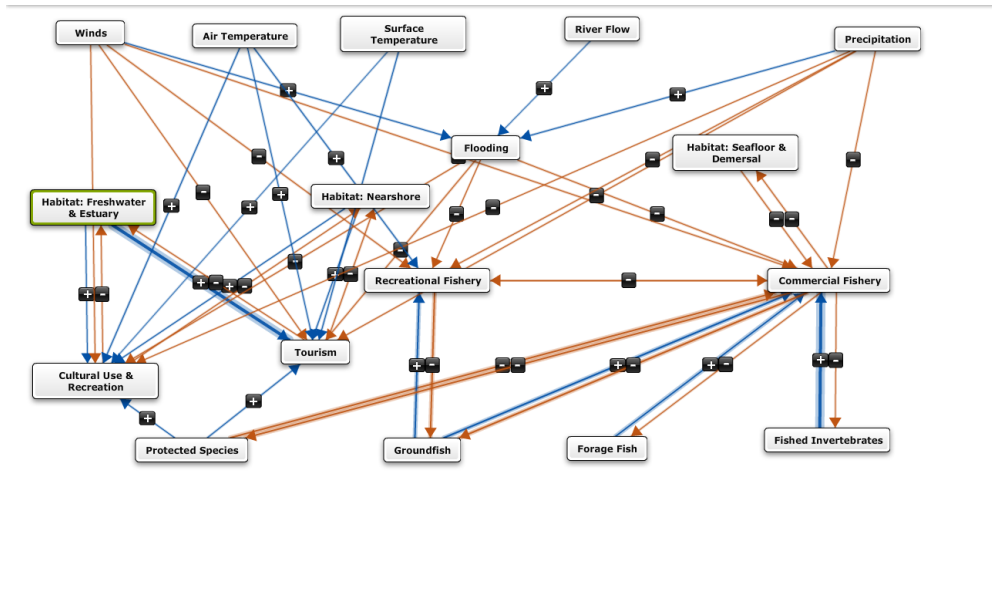 Winds
Air Temperature
Surface
Temperature
River Flow
Precipitation
Flooding
Habitat: Seafloor &
Demersal
Habitat: Freshwater
& Estuary
Habitat: Nearshore
Recreational Fishery
Commercial Fishery
Tourism
Cultural Use &
Recreation
Protected Species
Groundfish
Forage Fish
Fished Invertebrates